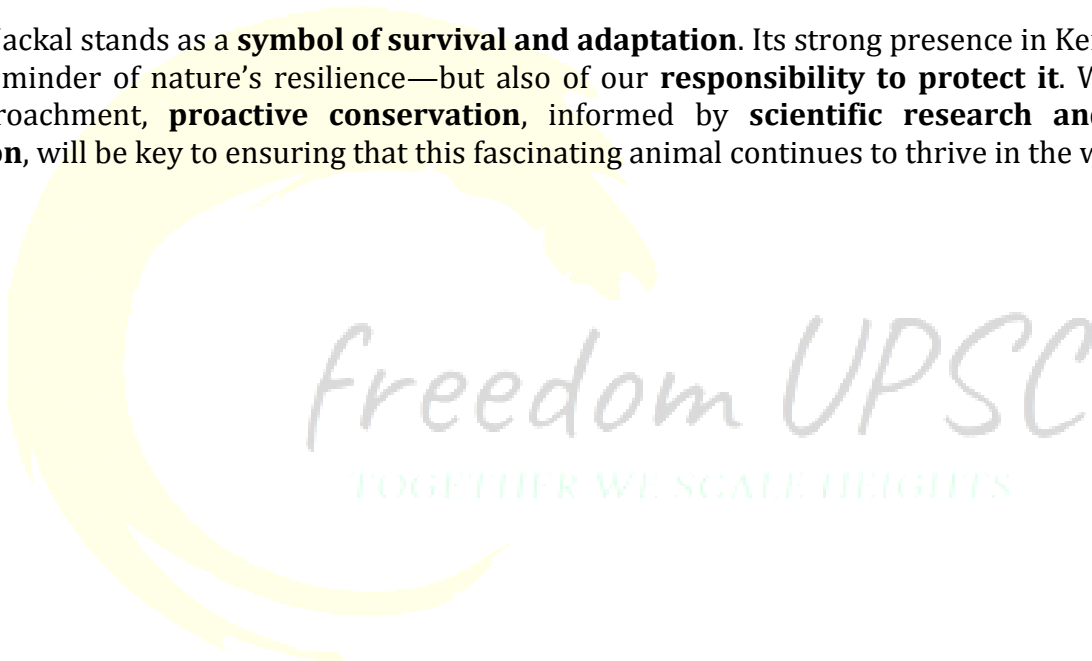 ackal stands as a symbol of survival and adaptation. Its strong presence in Ke
minder of nature’s resilience—but also of our responsibility to protect it. W
roachment, proactive conservation, informed by scientific research an
n, will be key to ensuring that this fascinating animal continues to thrive in the w
freedom UPSC
TOGETHER WE SCALE HEIGHTS